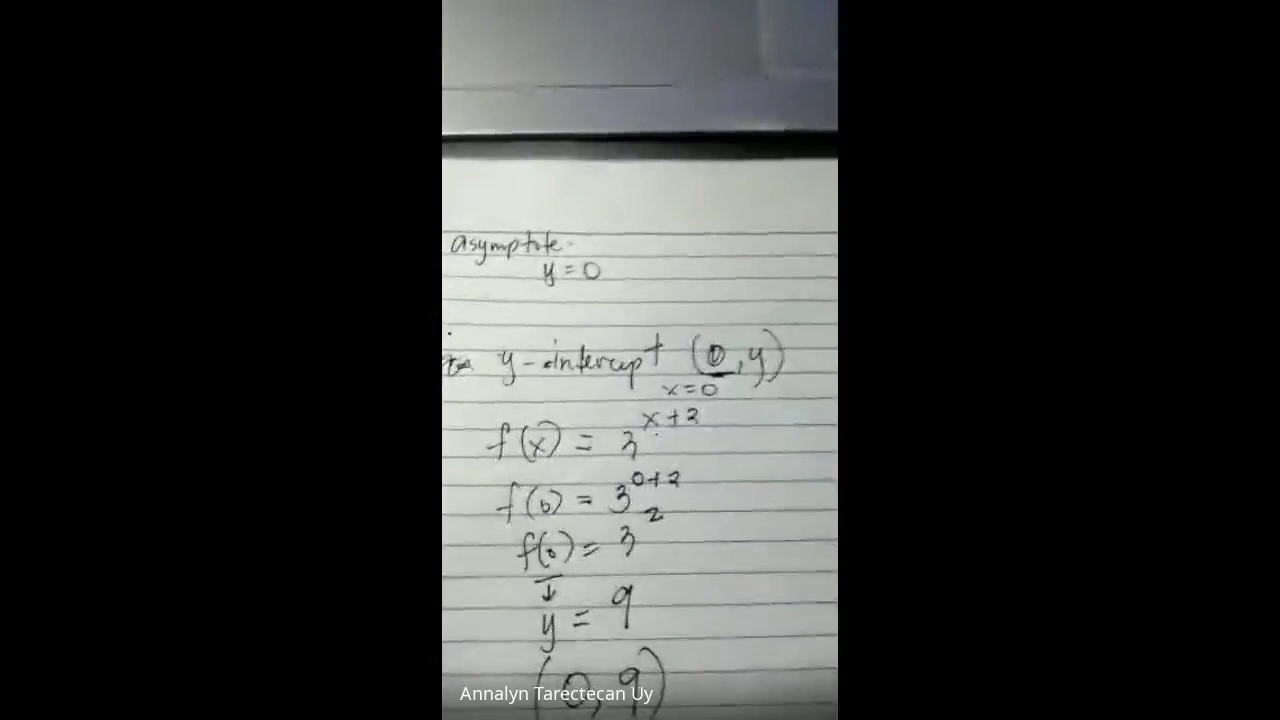 asymptote.
y = 0
y-intercept (0, y)
x=0
f(x) = 3^{x+2}
f(0) = 3^{0+2}
f(0) = 3^{2}
↓
y = 9
(0, 9)
Annalyn Tarectecan Uy